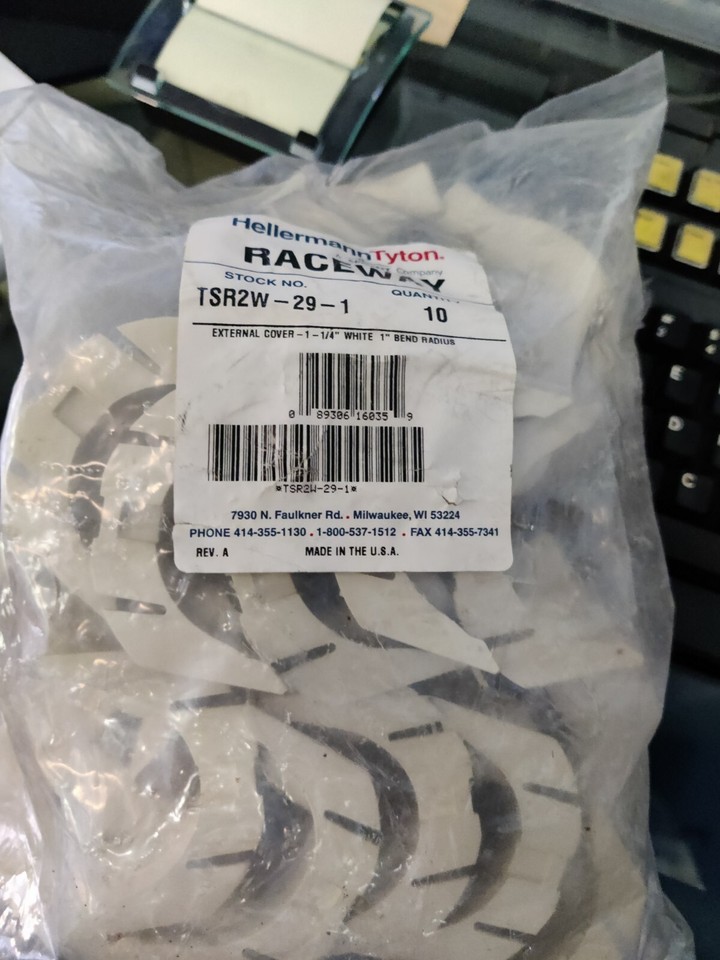 HellermannTyton
Company
RACEWAY
STOCK NO.
QUANTITY
TSR2W-29-1
10
EXTERNAL COVER-1-1/4" WHITE 1" BEND RADIUS
0 89306 16035 9
*TSR2W-29-1*
7930 N. Faulkner Rd. . Milwaukee, WI 53224
PHONE 414-355-1130 . 1-800-537-1512 . FAX 414-355-7341
REV. A MADE IN THE U.S.A.
E
D
C